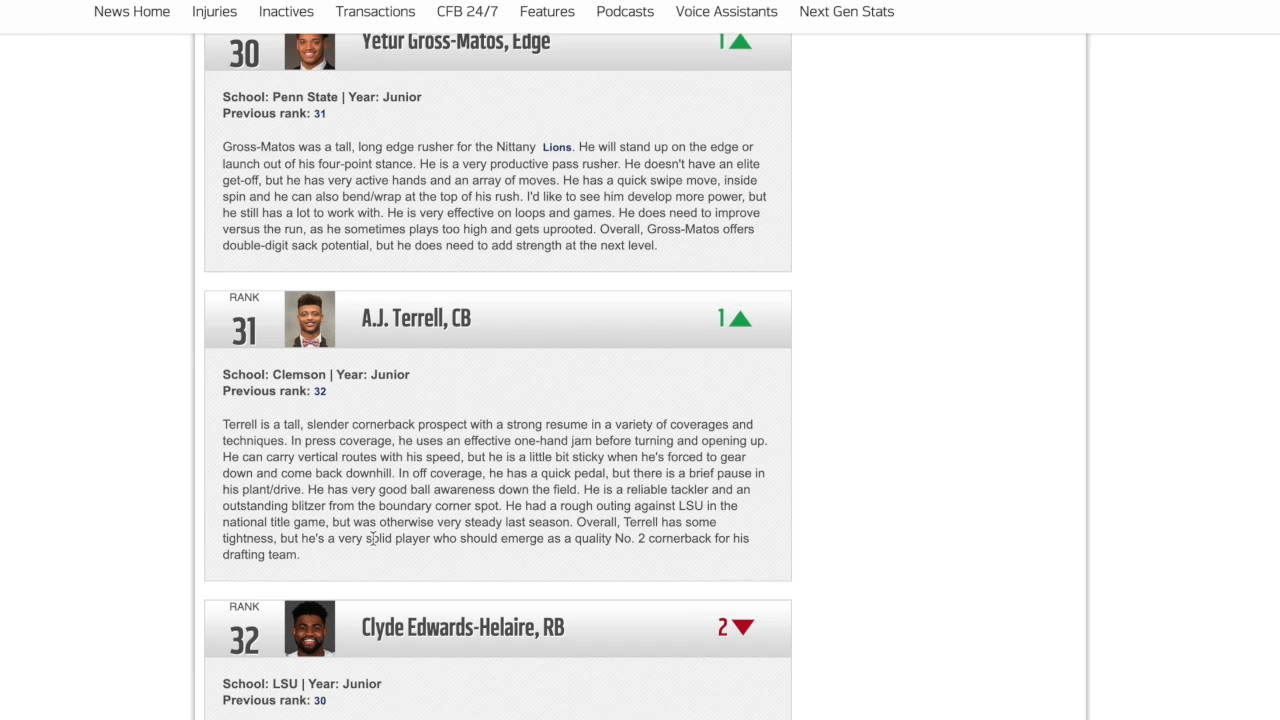 News Home Injuries Inactives Transactions CFB 24/7 Features Podcasts Voice Assistants Next Gen Stats
30 Yetur Gross-Matos, Edge 1
School: Penn State | Year: Junior
Previous rank: 31
Gross-Matos was a tall, long edge rusher for the Nittany Lions. He will stand up on the edge or
launch out of his four-point stance. He is a very productive pass rusher. He doesn't have an elite
get-off, but he has very active hands and an array of moves. He has a quick swipe move, inside
spin and he can also bend/wrap at the top of his rush. I'd like to see him develop more power, but
he still has a lot to work with. He is very effective on loops and games. He does need to improve
versus the run, as he sometimes plays too high and gets uprooted. Overall, Gross-Matos offers
double-digit sack potential, but he does need to add strength at the next level.
RANK
31 A.J. Terrell, CB 1
School: Clemson | Year: Junior
Previous rank: 32
Terrell is a tall, slender cornerback prospect with a strong resume in a variety of coverages and
techniques. In press coverage, he uses an effective one-hand jam before turning and opening up.
He can carry vertical routes with his speed, but he is a little bit sticky when he's forced to gear
down and come back downhill. In off coverage, he has a quick pedal, but there is a brief pause in
his plant/drive. He has very good ball awareness down the field. He is a reliable tackler and an
outstanding blitzer from the boundary corner spot. He had a rough outing against LSU in the
national title game, but was otherwise very steady last season. Overall, Terrell has some
tightness, but he's a very solid player who should emerge as a quality No. 2 cornerback for his
drafting team.
RANK
32 Clyde Edwards-Helaire, RB 2
School: LSU | Year: Junior
Previous rank: 30